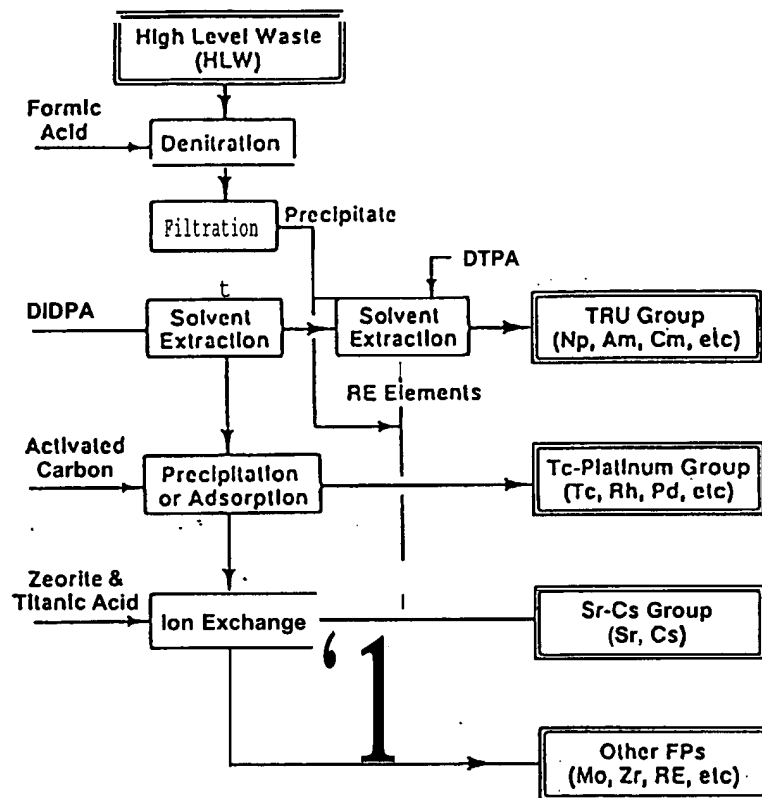 High Level Waste
(HLW)
Formic
Acid
Denitration
Filtration
Precipitate
DTPA
t
DIDPA
Solvent
Extraction
Solvent
Extraction
TRU Group
(Np, Am, Cm, etc)
RE Elements
Activated
Carbon
Precipitation
or Adsorption
Tc-Platinum Group
(Tc, Rh, Pd, etc)
Zeorite &
Titanic Acid
Ion Exchange
Sr-Cs Group
(Sr, Cs)
‘1
Other FPs
(Mo, Zr, RE, etc)